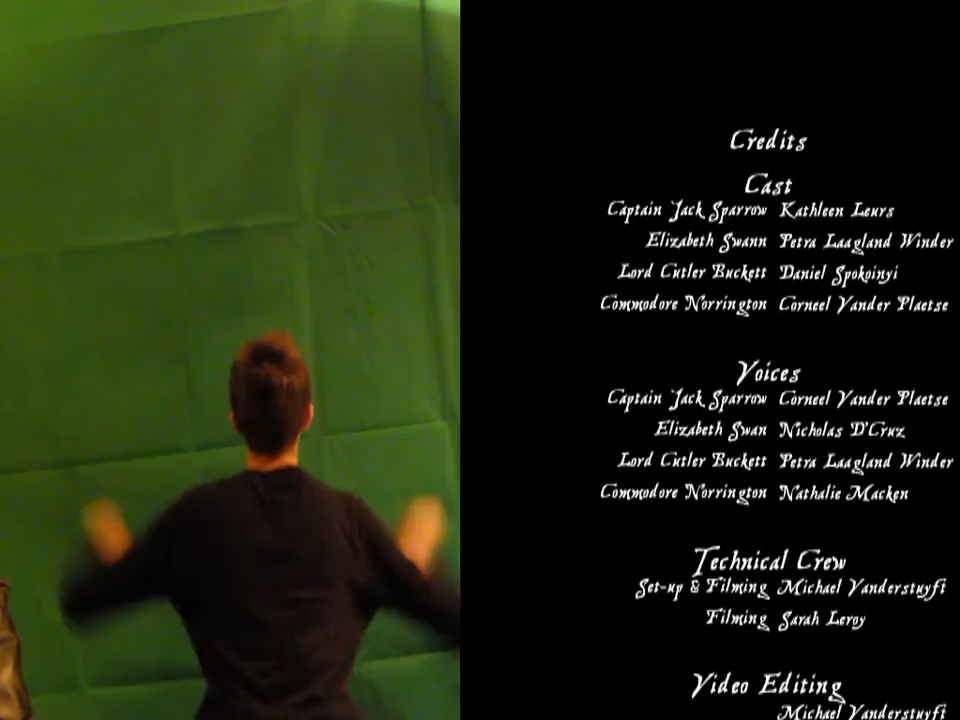 Credits
Cast
Captain Jack Sparrow Kathleen Leurs
Elizabeth Swann Petra Laagland Winder
Lord Cutler Buckett Daniel Spokoinyi
Commodore Norrington Corneel Vander Plaetse
Voices
Captain Jack Sparrow Corneel Vander Plaetse
Elizabeth Swan Nicholas D'Cruz
Lord Cutler Buckett Petra Laagland Winder
Commodore Norrington Nathalie Macken
Technical Crew
Set-up & Filming Michael Vanderstuyft
Filming Sarah Leroy
Video Editing
Michael Vanderstuyft